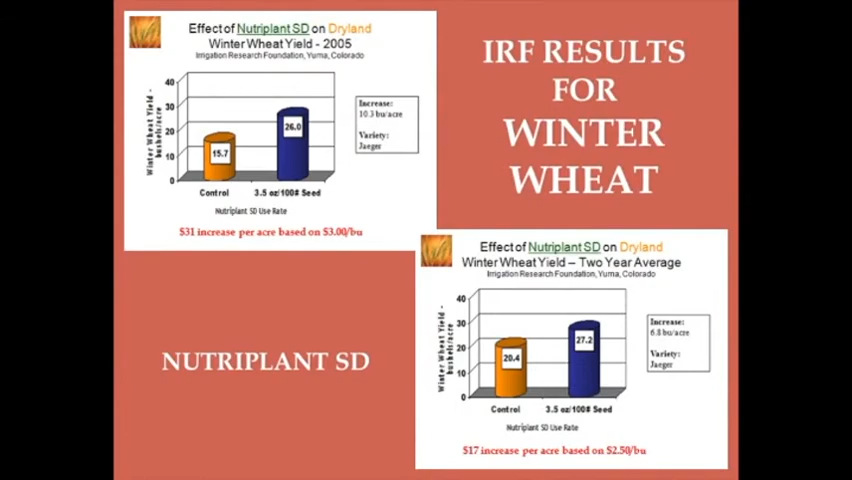 Effect of Nutriplant SD on Dryland
Winter Wheat Yield - 2005
Irrigation Research Foundation, Yuma, Colorado
Winter Wheat Yield -
bushels/acre
40
30
20
10
0
15.7
26.0
Control
3.5 oz/100# Seed
Nutriplant SD Use Rate
Increase:
10.3 bu/acre
Variety:
Jaeger
$31 increase per acre based on $3.00/bu
IRF RESULTS
FOR
WINTER
WHEAT
NUTRIPLANT SD
Effect of Nutriplant SD on Dryland
Winter Wheat Yield – Two Year Average
Irrigation Research Foundation, Yuma, Colorado
Winter Wheat Yield -
bushels/acre
40
30
20
10
0
20.4
27.2
Control
3.5 oz/100# Seed
Nutriplant SD Use Rate
Increase:
6.8 bu/acre
Variety:
Jaeger
$17 increase per acre based on $2.50/bu